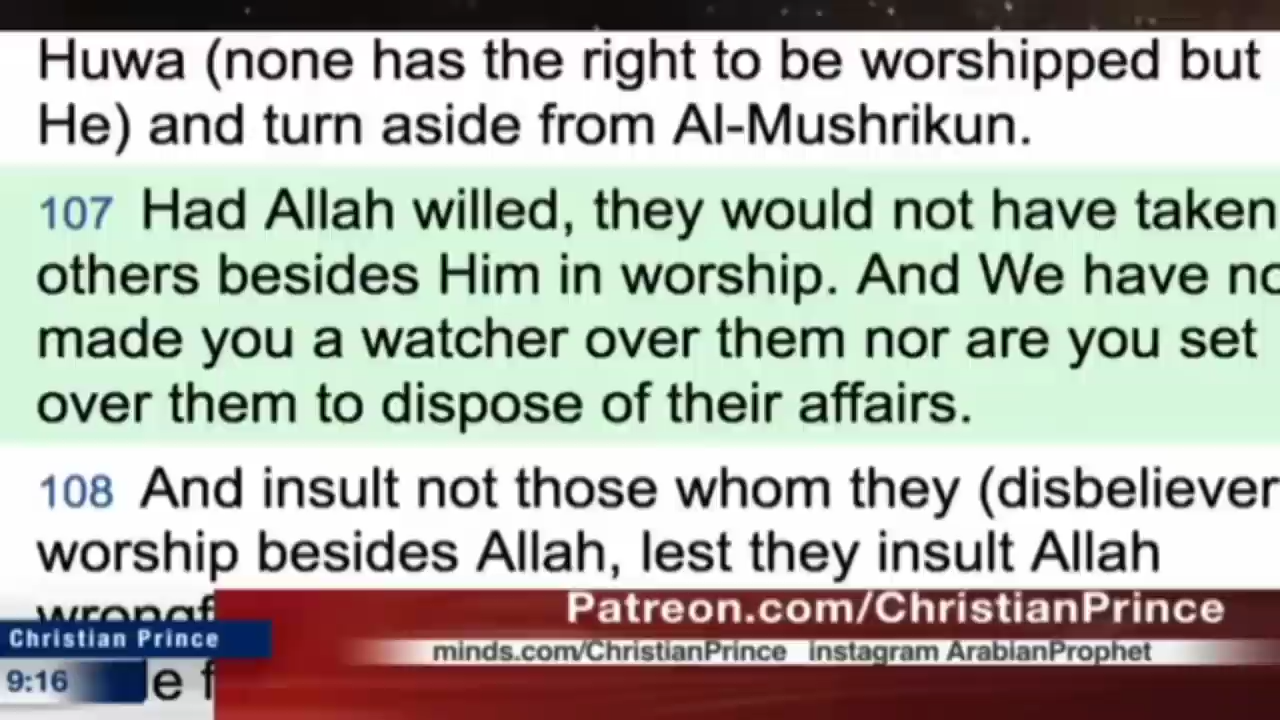 Huwa (none has the right to be worshipped but
He) and turn aside from Al-Mushrikun.
107 Had Allah willed, they would not have taken
others besides Him in worship. And We have no
made you a watcher over them nor are you set
over them to dispose of their affairs.
108 And insult not those whom they (disbeliever
worship besides Allah, lest they insult Allah
Patreon.com/ChristianPrince
Christian Prince
minds.com/ChristianPrince instagram ArabianProphet
9:16